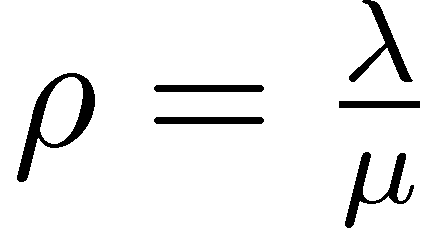 ρ = λ/μ